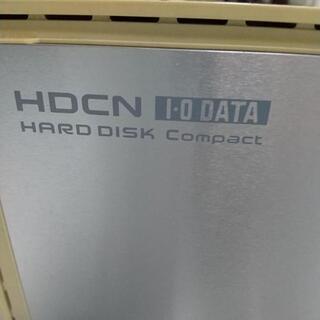 HDCN I·O DATA
HARD DISK Compact